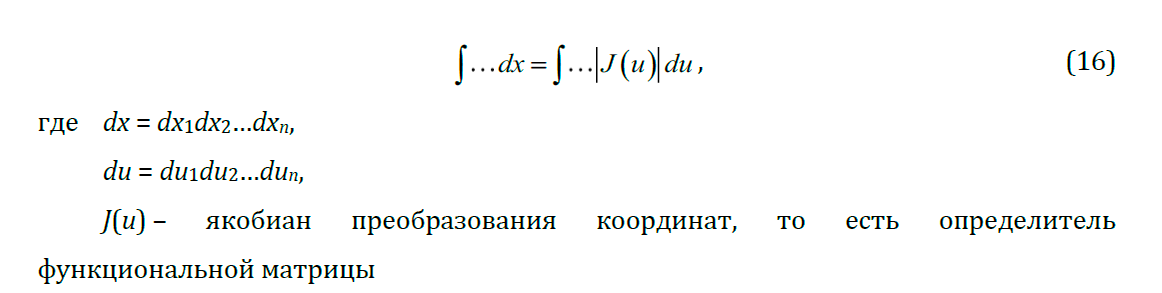 ∫…dx = ∫…|J(u)|du, (16)
где dx = dx₁dx₂…dxₙ,
du = du₁du₂…duₙ,
J(u) – якобиан преобразования координат, то есть определитель
функциональной матрицы